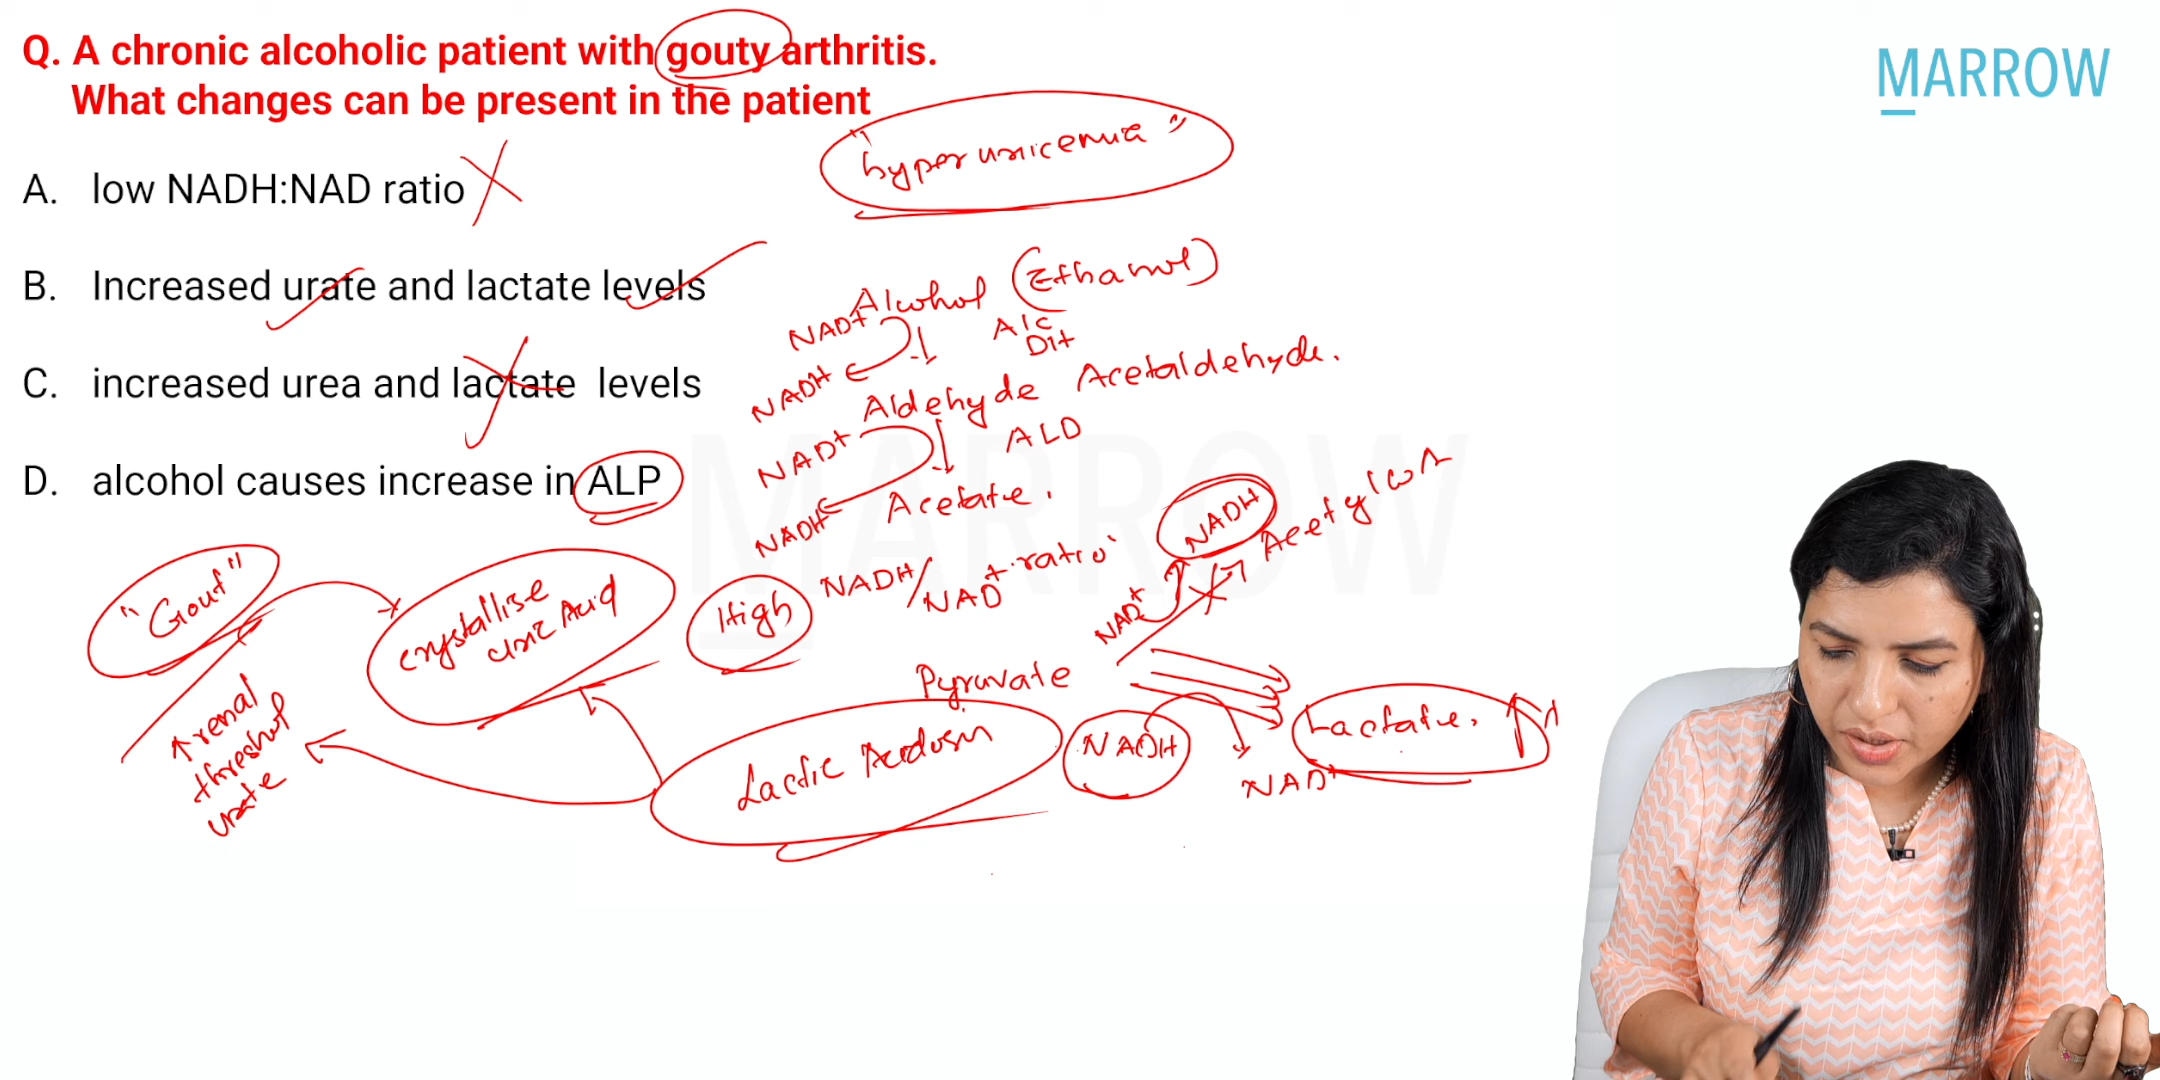 Q. A chronic alcoholic patient with gouty arthritis.
What changes can be present in the patient
MARROW
"hyperuricemia"
A. low NADH:NAD ratio
B. Increased urate and lactate levels
C. increased urea and lactate levels
D. alcohol causes increase in ALP
Alcohol (Ethanol)
NAD+
Alc
NADH
Aldehyde Acetaldehyde.
NAD+
ALD
NADH
Acetate.
High NADH/NAD+ ratio
NAD+
NADH
Acetyl CoA
"Gout"
crystallise
uric Acid
↑ renal
threshol
urate
Pyruvate
Lactic Acidosis
NADH
NAD+
Lactate. ↑
MARROW